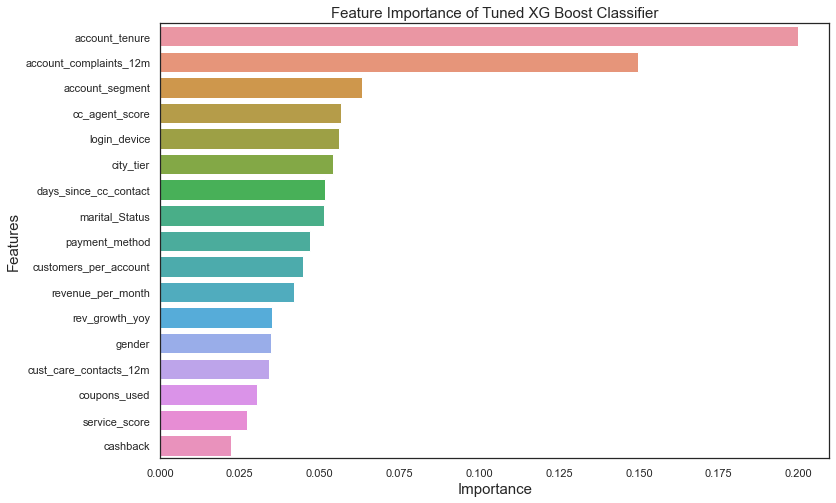 Feature Importance of Tuned XG Boost Classifier
Features
account_tenure
account_complaints_12m
account_segment
cc_agent_score
login_device
city_tier
days_since_cc_contact
marital_Status
payment_method
customers_per_account
revenue_per_month
rev_growth_yoy
gender
cust_care_contacts_12m
coupons_used
service_score
cashback
0.000 0.025 0.050 0.075 0.100 0.125 0.150 0.175 0.200
Importance